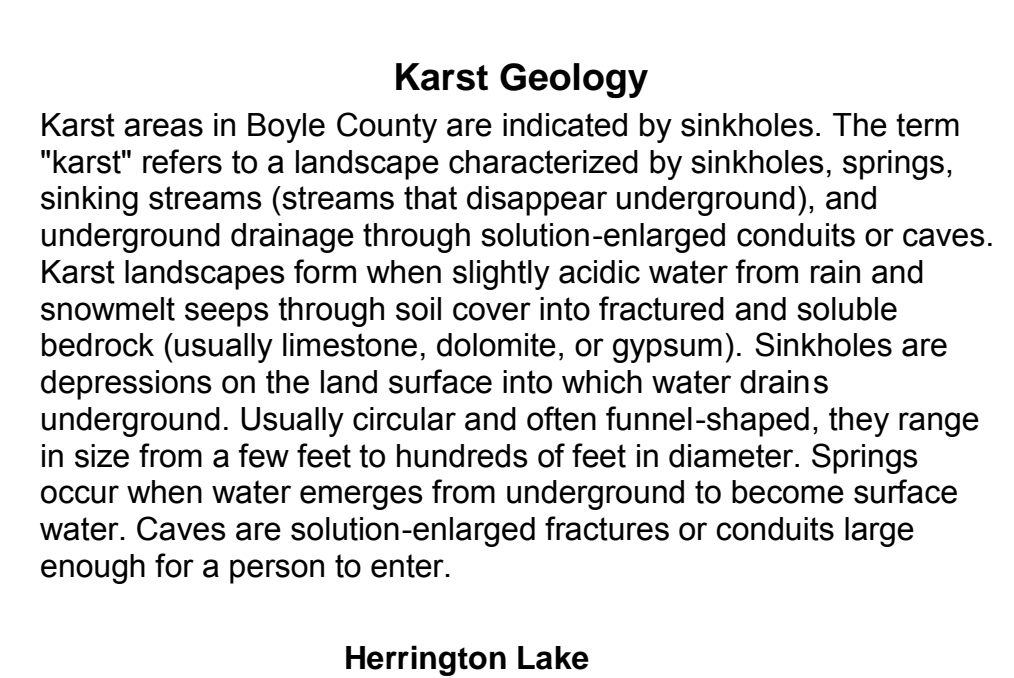 Karst Geology
Karst areas in Boyle County are indicated by sinkholes. The term
"karst" refers to a landscape characterized by sinkholes, springs,
sinking streams (streams that disappear underground), and
underground drainage through solution-enlarged conduits or caves.
Karst landscapes form when slightly acidic water from rain and
snowmelt seeps through soil cover into fractured and soluble
bedrock (usually limestone, dolomite, or gypsum). Sinkholes are
depressions on the land surface into which water drains
underground. Usually circular and often funnel-shaped, they range
in size from a few feet to hundreds of feet in diameter. Springs
occur when water emerges from underground to become surface
water. Caves are solution-enlarged fractures or conduits large
enough for a person to enter.
Herrington Lake